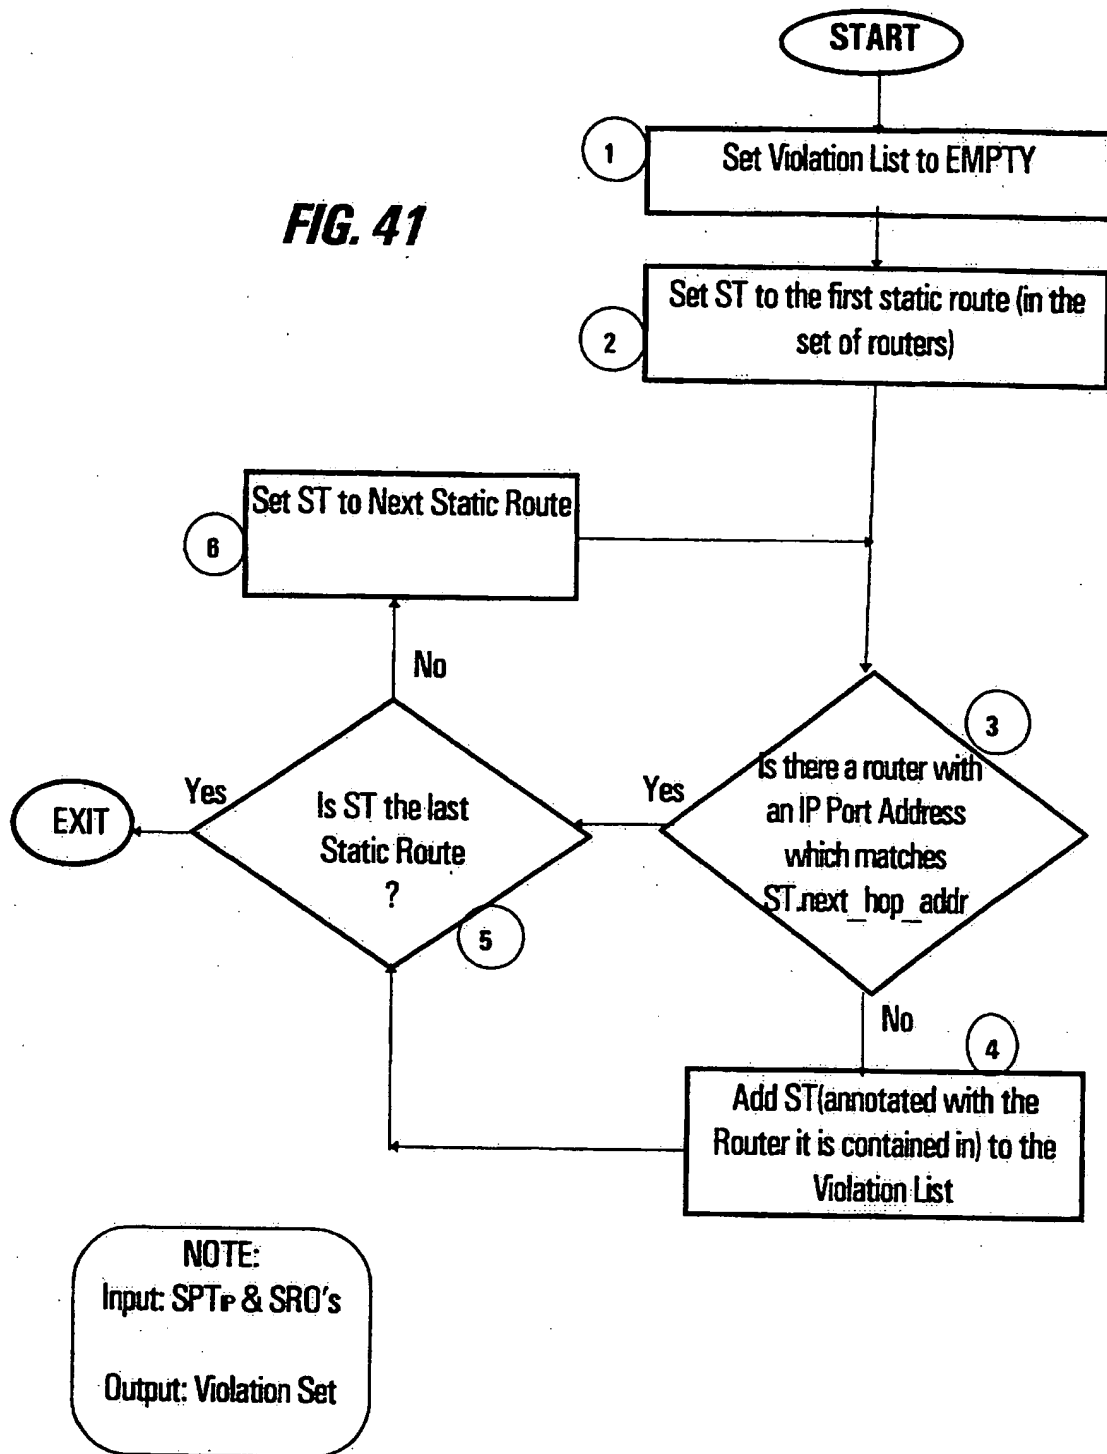 START
1
Set Violation List to EMPTY
FIG. 41
2
Set ST to the first static route (in the
set of routers)
Set ST to Next Static Route
6
No
3
Is there a router with
an IP Port Address
which matches
ST.next_hop_addr
Yes
Is ST the last
Static Route
?
5
Yes
EXIT
No
4
Add ST(annotated with the
Router it is contained in) to the
Violation List
NOTE:
Input: SPTIP & SRO's
Output: Violation Set